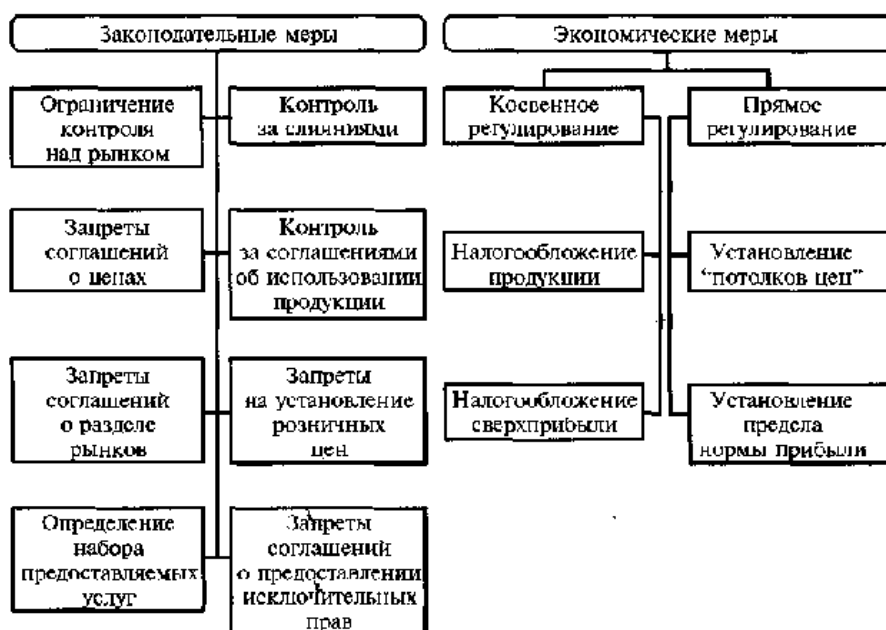 Законодательные меры
Экономические меры
Ограничение
контроля
над рынком
Контроль
за слияниями
Косвенное
регулирование
Прямое
регулирование
Запреты
соглашений
о ценах
Контроль
за соглашениями
об использовании
продукции
Налогообложение
продукции
Установление
“потолков цен”
Запреты
соглашений
о разделе
рынков
Запреты
на установление
розничных
цен
Налогообложение
сверхприбыли
Установление
предела
нормы прибыли
Определение
набора
предоставляемых
услуг
Запреты
соглашений
о предоставлении
исключительных
прав